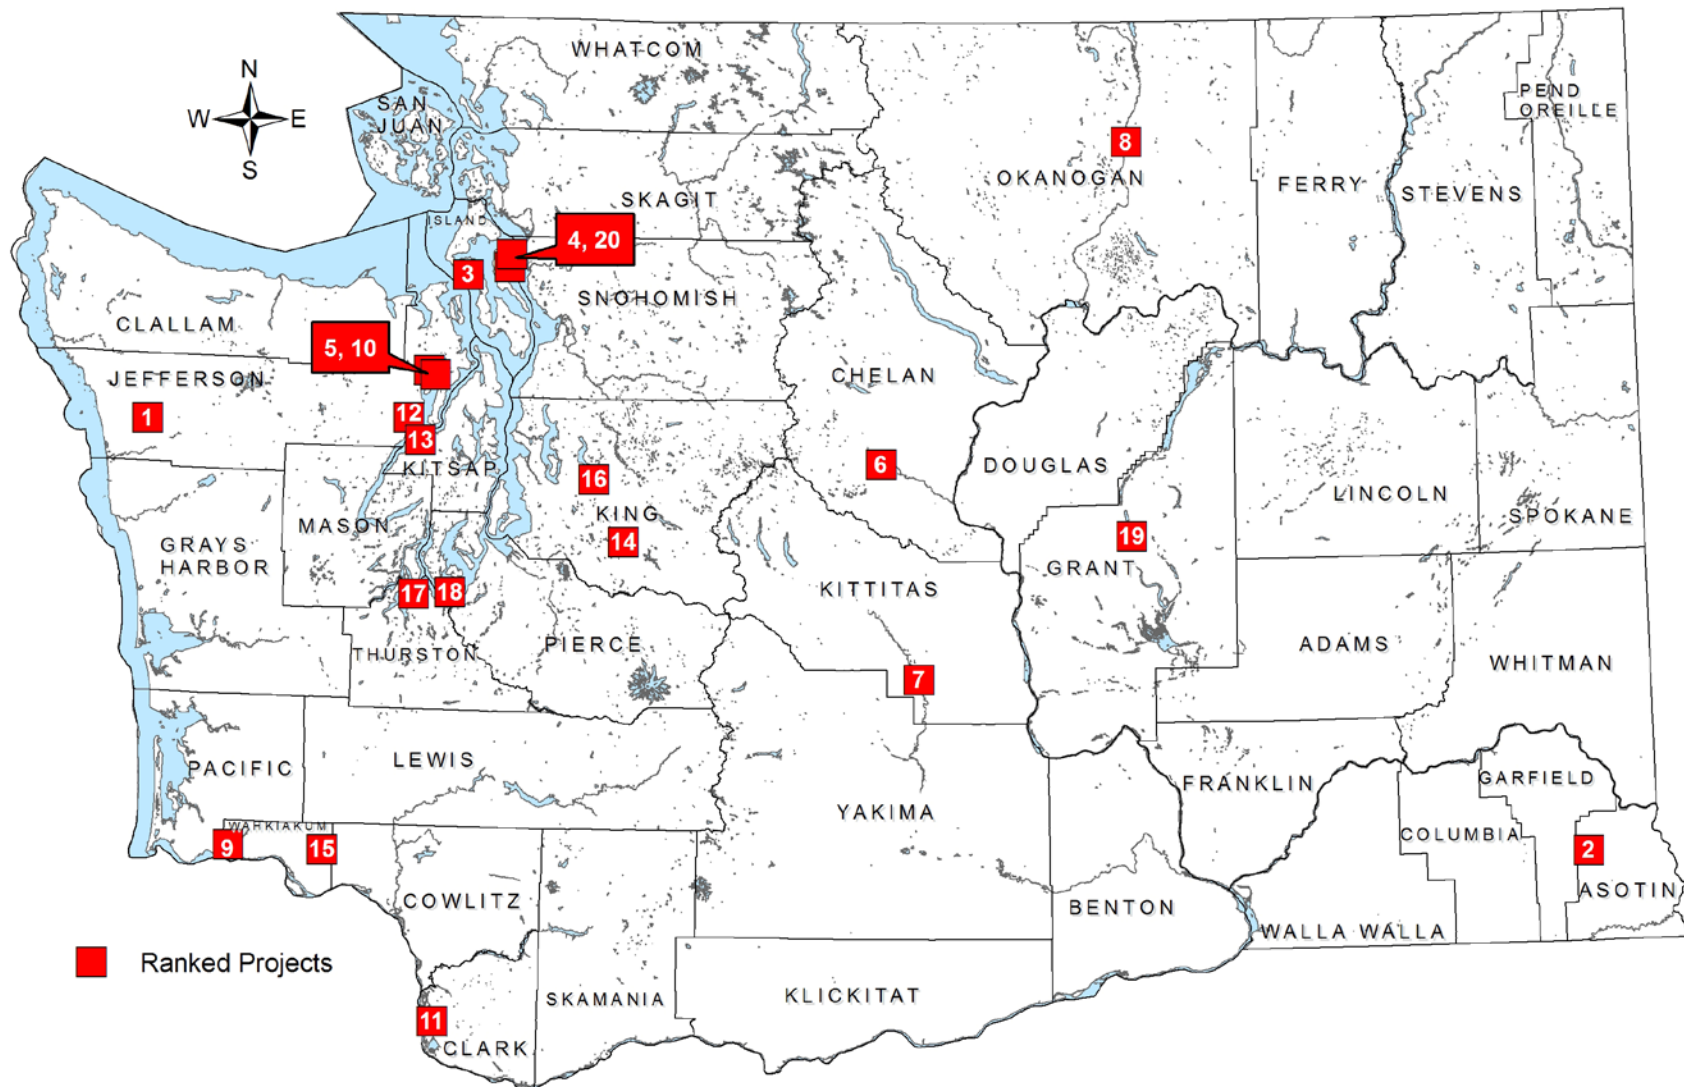 WHATCOM
SAN
JUAN
N
W
E
S
PEND
OREILLE
8
OKANOGAN
FERRY
STEVENS
SKAGIT
ISLAND
4, 20
3
SNOHOMISH
CLALLAM
5, 10
JEFFERSON
CHELAN
1
12
13
KITSAP
6
DOUGLAS
16
LINCOLN
KING
SPOKANE
MASON
14
19
GRAYS
HARBOR
GRANT
17
18
KITTITAS
THURSTON
PIERCE
ADAMS
WHITMAN
7
LEWIS
PACIFIC
FRANKLIN
GARFIELD
YAKIMA
WAHKIAKUM
9
15
COLUMBIA
2
COWLITZ
BENTON
ASOTIN
WALLA WALLA
Ranked Projects
SKAMANIA
KLICKITAT
11
CLARK